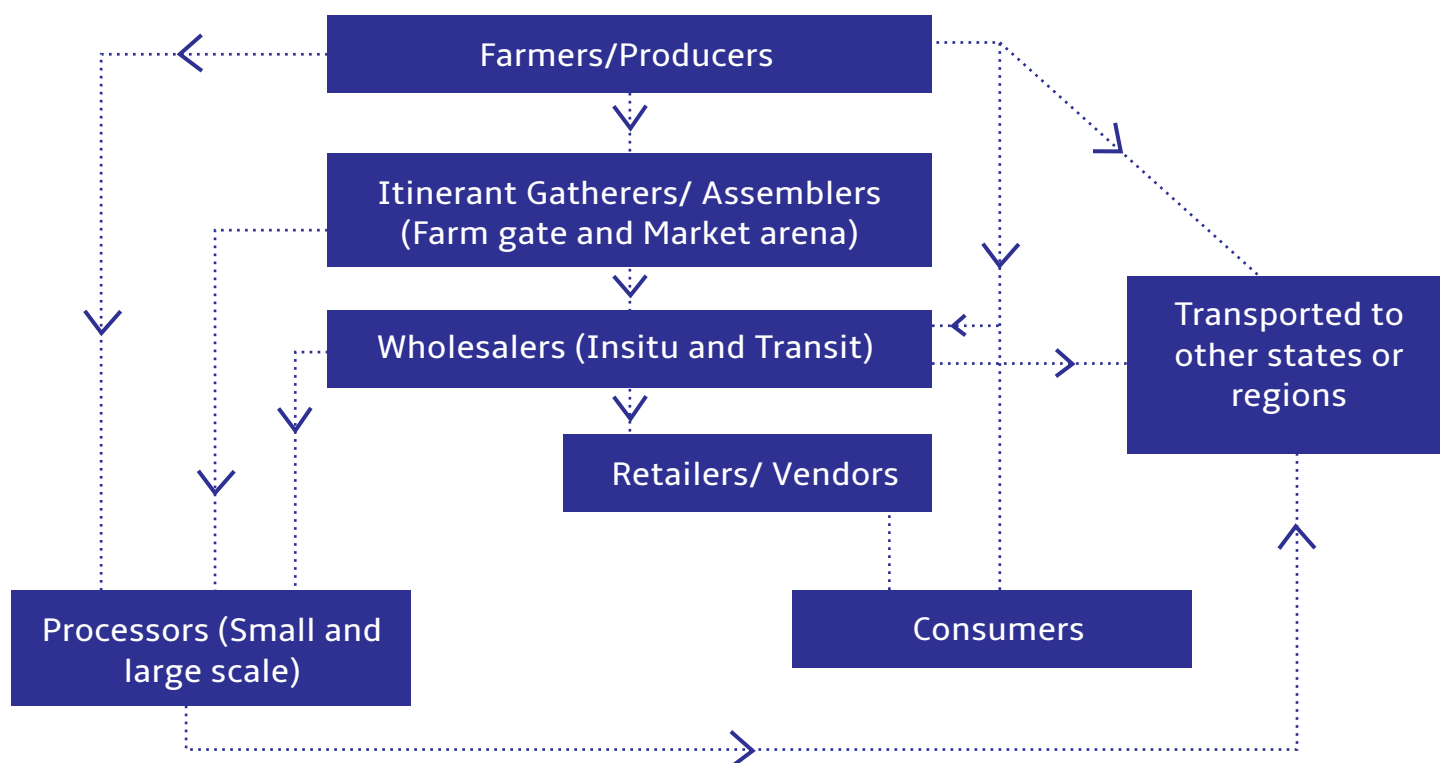 Farmers/Producers
Itinerant Gatherers/ Assemblers
(Farm gate and Market arena)
Wholesalers (Insitu and Transit)
Transported to
other states or
regions
Retailers/ Vendors
Processors (Small and
large scale)
Consumers